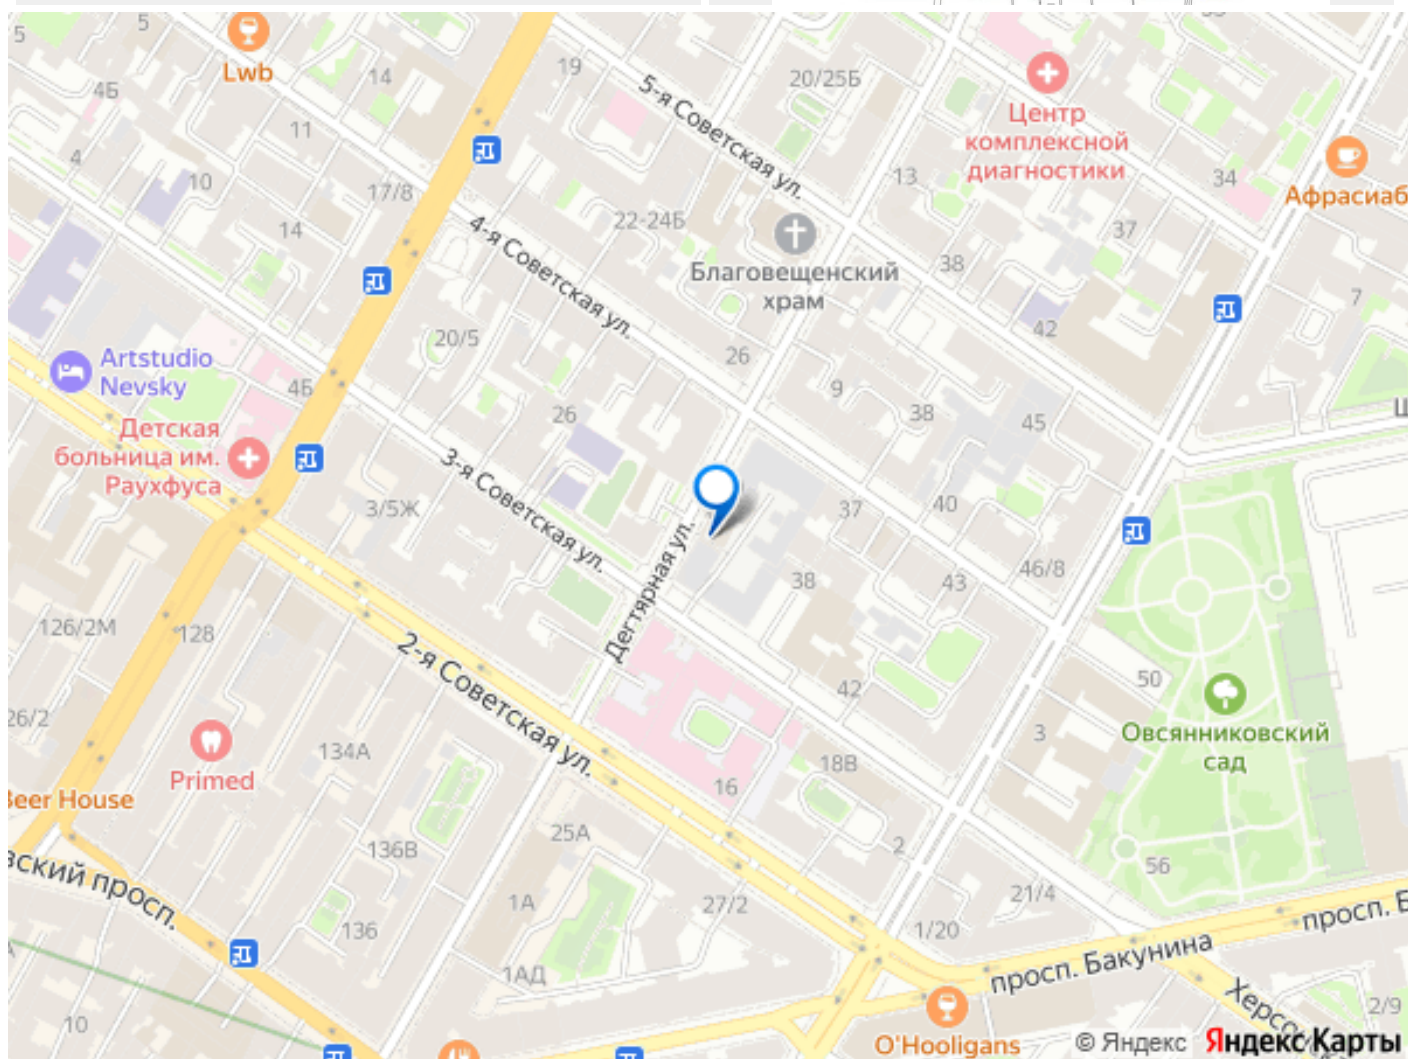 5
5
Lwb
14
19
20/25Б
5-я Советская ул.
Центр
комплексной
диагностики
4Б
11
4
10
17/8
13
34
Афрасиаб
14
22-24Б
37
4-я Советская ул.
38
Благовещенский
храм
7
42
20/5
26
Artstudio
Nevsky
4Б
9
38
26
45
Детская
больница им.
Раухфуса
3-я Советская ул.
3/5Ж
37
40
Дегтярная ул.
38
43
46/8
126/2М
128
2-я Советская ул.
42
50
26/2
3
Овсянниковский
сад
134А
18В
Primed
16
Beer House
25А
136В
2
56
вский просп.
1А
27/2
21/4
136
1/20
просп. Б
просп. Бакунина
1АД
Херсо
2/9
10
O'Hooligans
© Яндекс Яндекс Карты